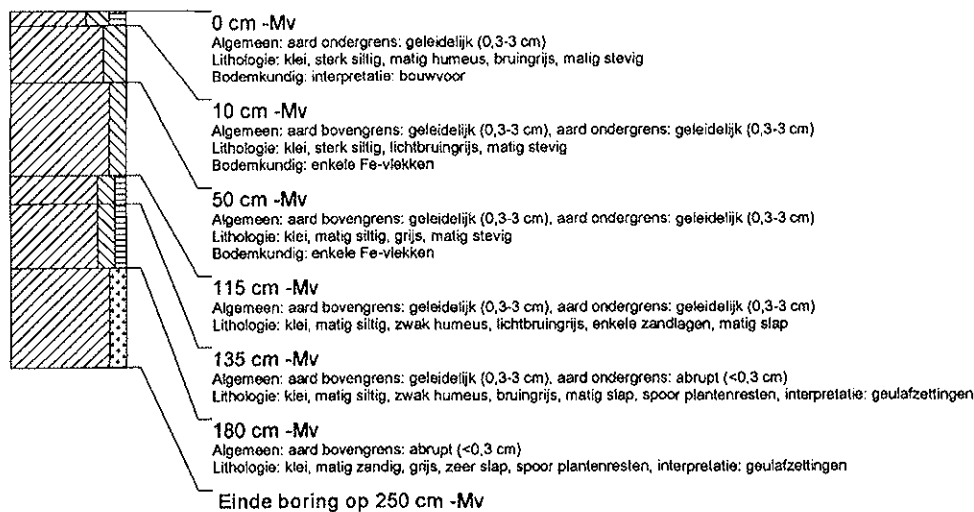 0 cm -Mv
Algemeen: aard ondergrens: geleidelijk (0,3-3 cm)
Lithologie: klei, sterk siltig, matig humeus, bruingrijs, matig stevig
Bodemkundig: interpretatie: bouwvoor
10 cm -Mv
Algemeen: aard bovengrens: geleidelijk (0,3-3 cm), aard ondergrens: geleidelijk (0,3-3 cm)
Lithologie: klei, sterk siltig, lichtbruingrijs, matig stevig
Bodemkundig: enkele Fe-vlekken
50 cm -Mv
Algemeen: aard bovengrens: geleidelijk (0,3-3 cm), aard ondergrens: geleidelijk (0,3-3 cm)
Lithologie: klei, matig siltig, grijs, matig stevig
Bodemkundig: enkele Fe-vlekken
115 cm -Mv
Algemeen: aard bovengrens: geleidelijk (0,3-3 cm), aard ondergrens: geleidelijk (0,3-3 cm)
Lithologie: klei, matig siltig, zwak humeus, lichtbruingrijs, enkele zandlagen, matig slap
135 cm -Mv
Algemeen: aard bovengrens: geleidelijk (0,3-3 cm), aard ondergrens: abrupt (<0,3 cm)
Lithologie: klei, matig siltig, zwak humeus, bruingrijs, matig slap, spoor plantenresten, interpretatie: geulafzettingen
180 cm -Mv
Algemeen: aard bovengrens: abrupt (<0,3 cm)
Lithologie: klei, matig zandig, grijs, zeer slap, spoor plantenresten, interpretatie: geulafzettingen
Einde boring op 250 cm -Mv